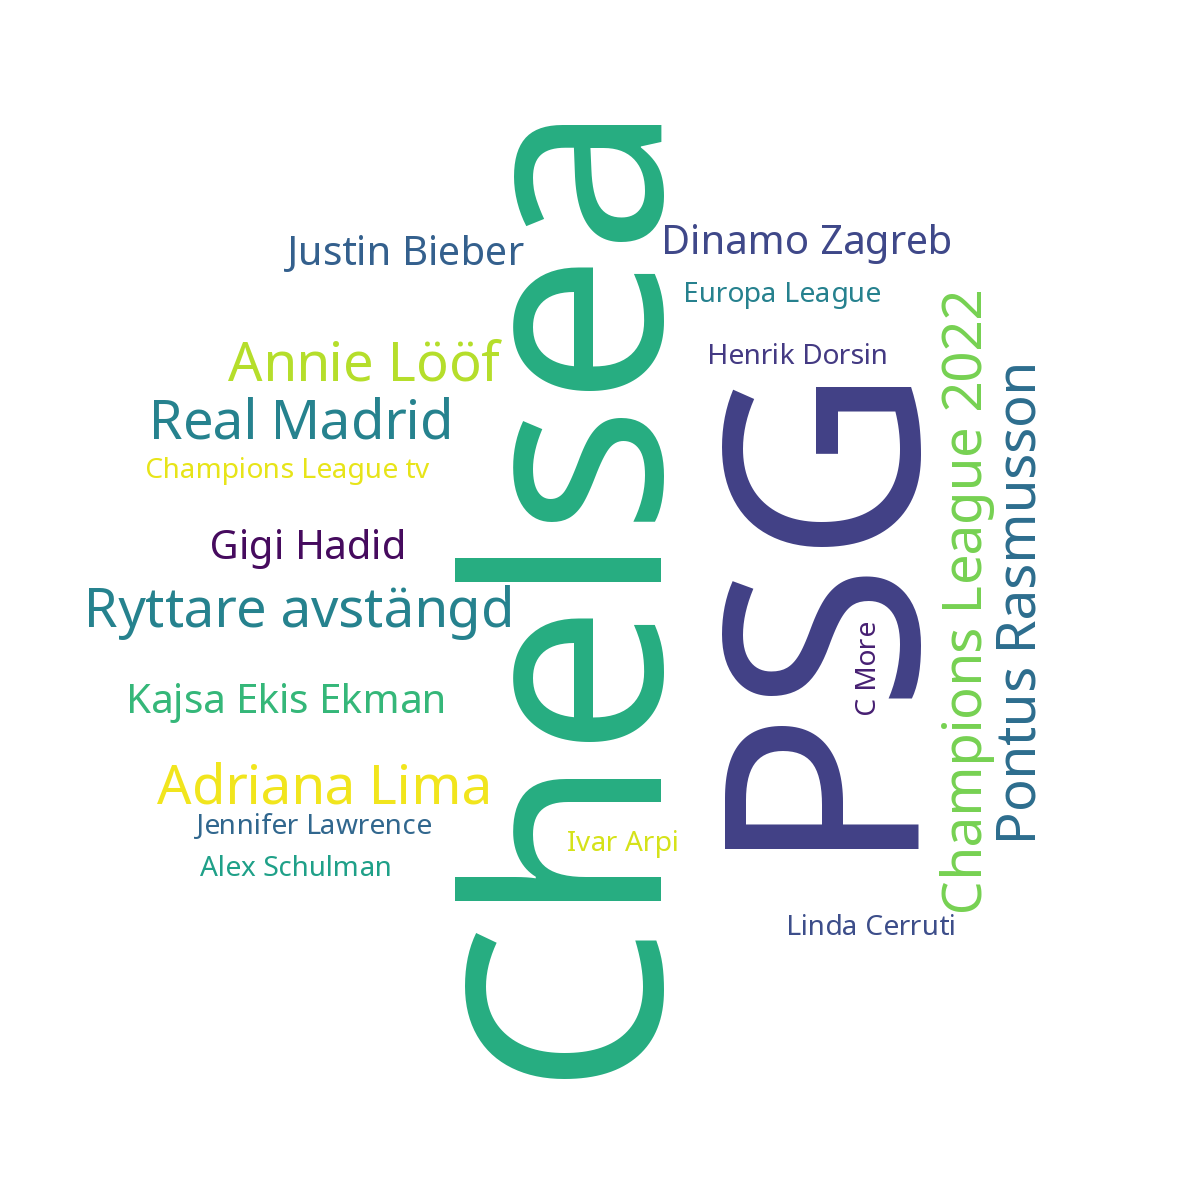 Chelsea
PSG
Justin Bieber
Dinamo Zagreb
Europa League
Annie Lööf
Henrik Dorsin
Real Madrid
Champions League tv
Champions League 2022
Pontus Rasmusson
Gigi Hadid
Ryttare avstängd
C More
Kajsa Ekis Ekman
Adriana Lima
Jennifer Lawrence
Ivar Arpi
Alex Schulman
Linda Cerruti